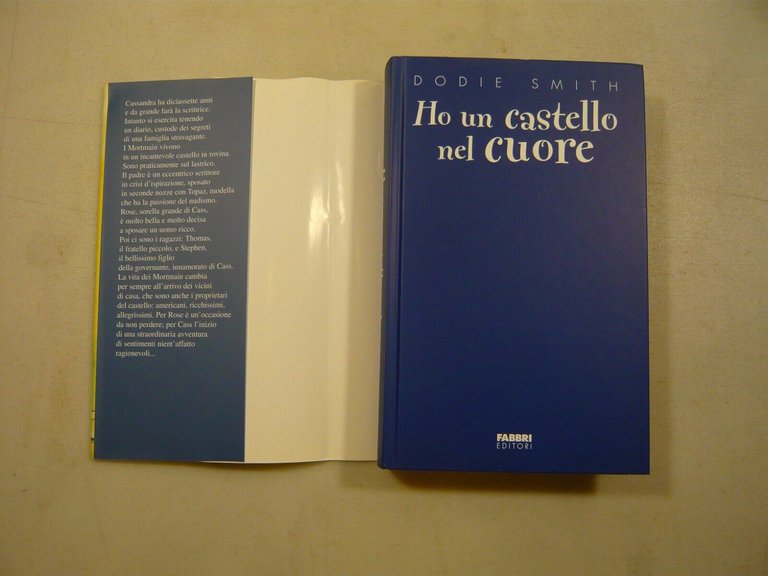 Cassandra ha diciassette anni
e da grande farà la scrittrice.
Intanto si esercita tenendo
un diario, custode dei segreti
di una famiglia stravagante.
I Mortmain vivono
in un incantevole castello in rovina.
Sono praticamente sul lastrico.
Il padre è un eccentrico scrittore
in crisi d'ispirazione, sposato
in seconde nozze con Topaz, modella
che ha la passione del nudismo.
Rose, sorella grande di Cass,
è molto bella e molto decisa
a sposare un uomo ricco.
Poi ci sono i ragazzi: Thomas,
il fratello piccolo, e Stephen,
il bellissimo figlio
della governante, innamorato di Cass.
La vita dei Mortmain cambia
per sempre all'arrivo dei vicini
di casa, che sono anche i proprietari
del castello: americani, ricchissimi,
allegrissimi. Per Rose è un'occasione
da non perdere; per Cass l'inizio
di una straordinaria avventura
di sentimenti nient'affatto
ragionevoli...
DODIE SMITH
Ho un castello
nel cuore
FABBRI
EDITORI